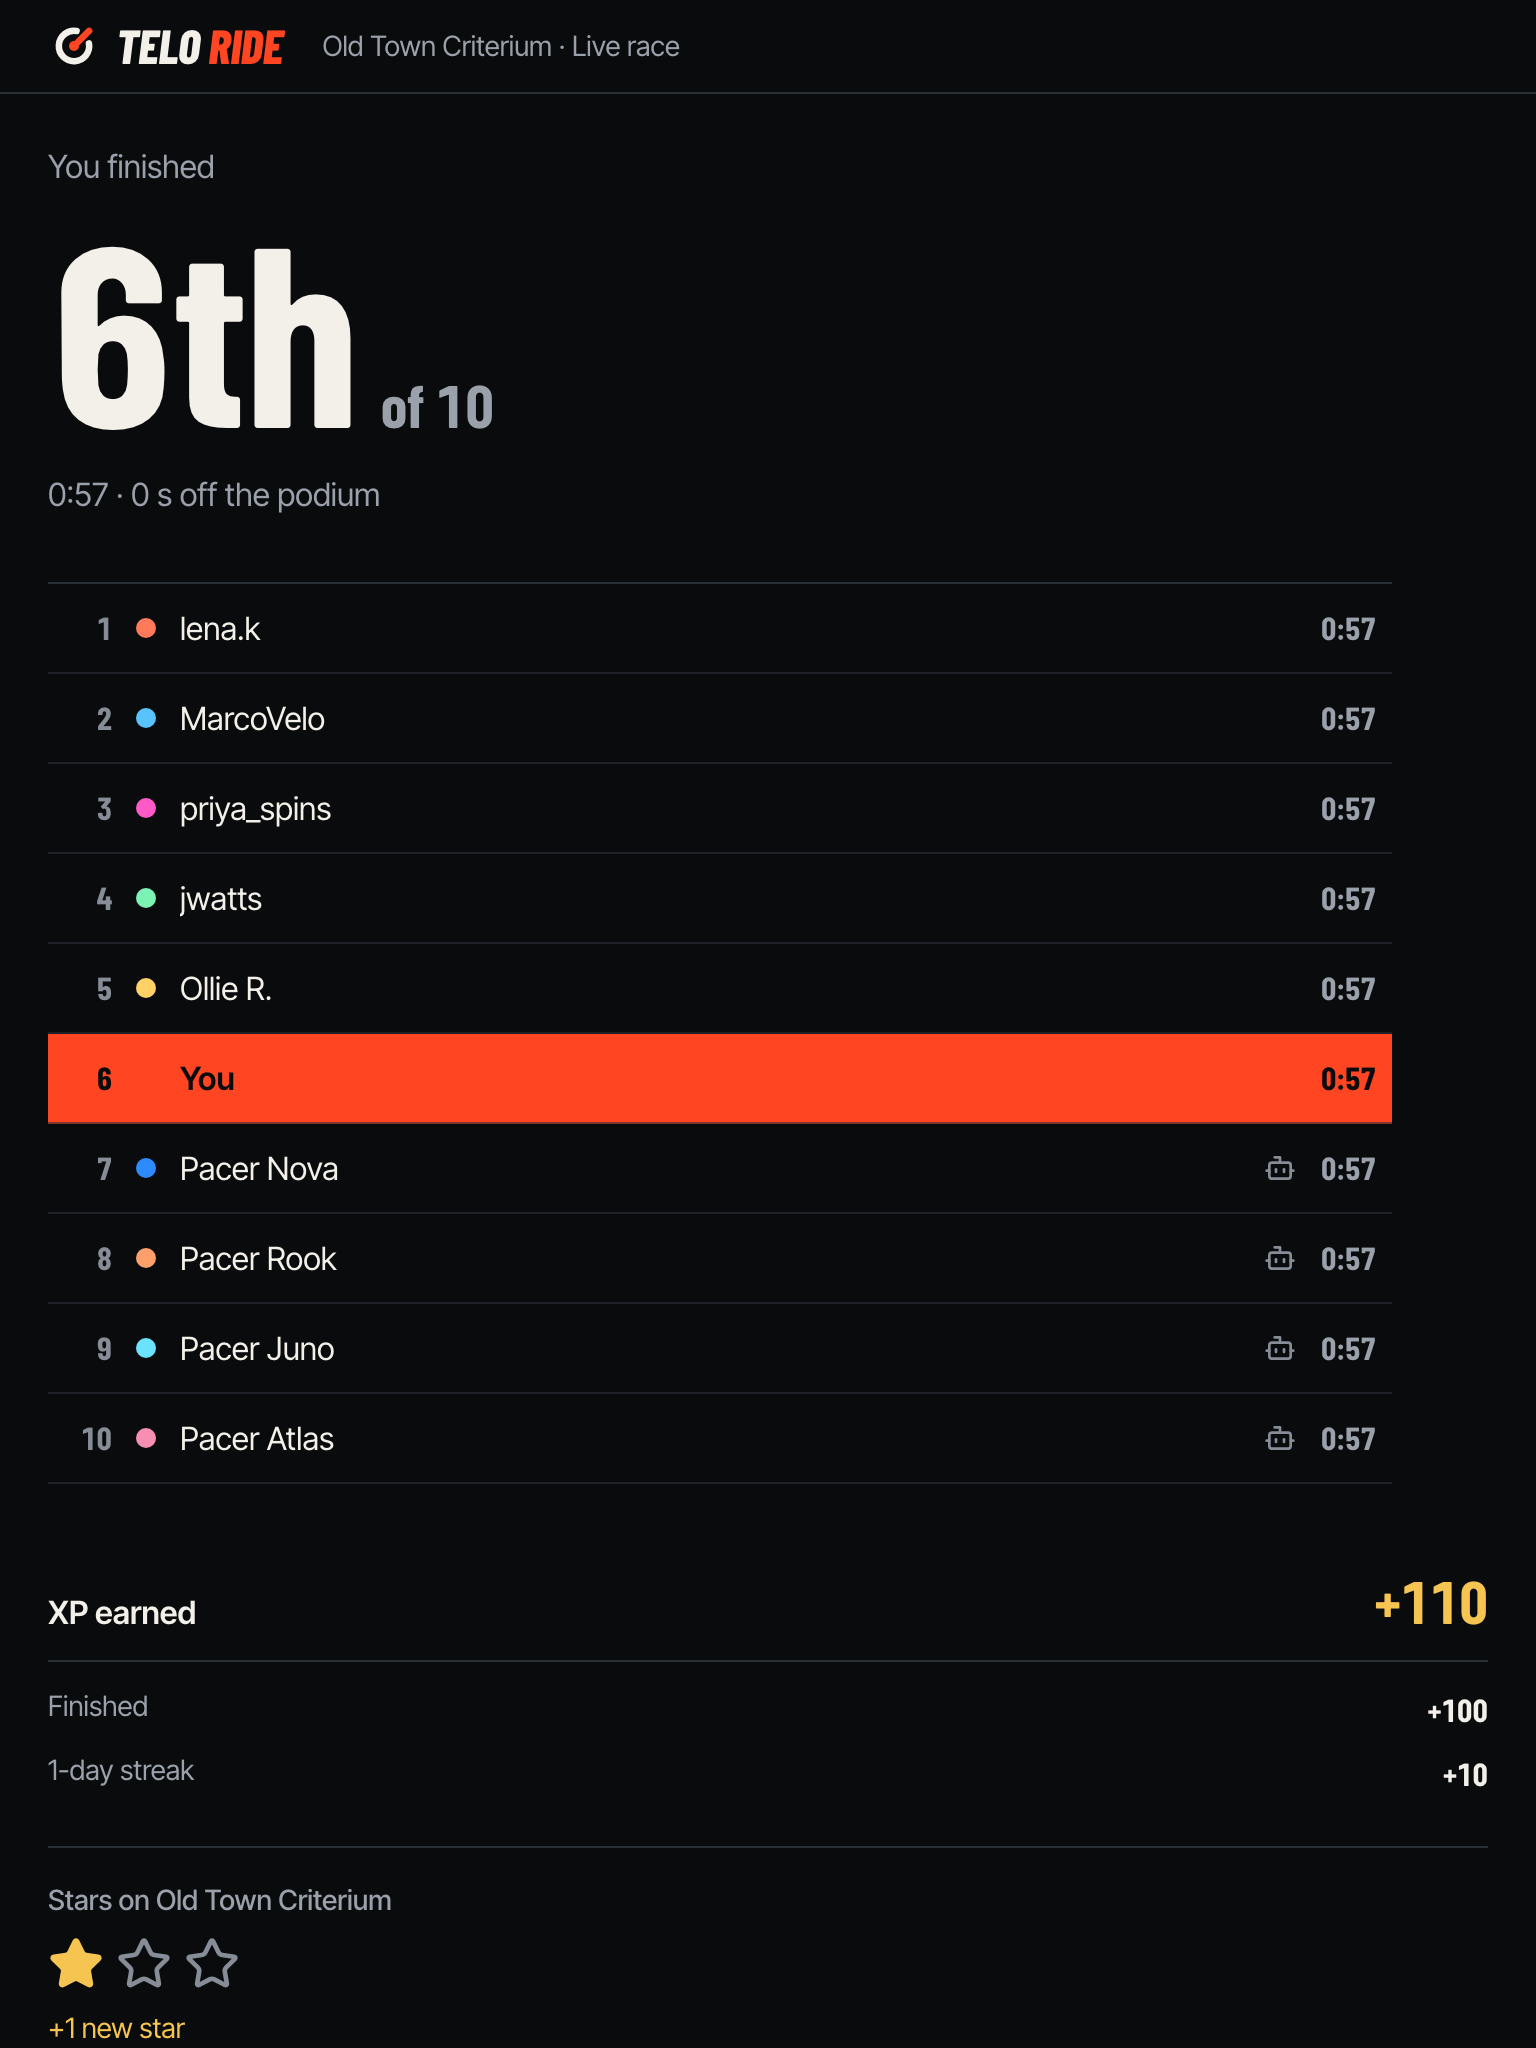 TELO RIDE Old Town Criterium · Live race
You finished
6th of 10
0:57 · 0 s off the podium
1 lena.k 0:57
2 MarcoVelo 0:57
3 priya_spins 0:57
4 jwatts 0:57
5 Ollie R. 0:57
6 You 0:57
7 Pacer Nova 0:57
8 Pacer Rook 0:57
9 Pacer Juno 0:57
10 Pacer Atlas 0:57
XP earned +110
Finished +100
1-day streak +10
Stars on Old Town Criterium
+1 new star